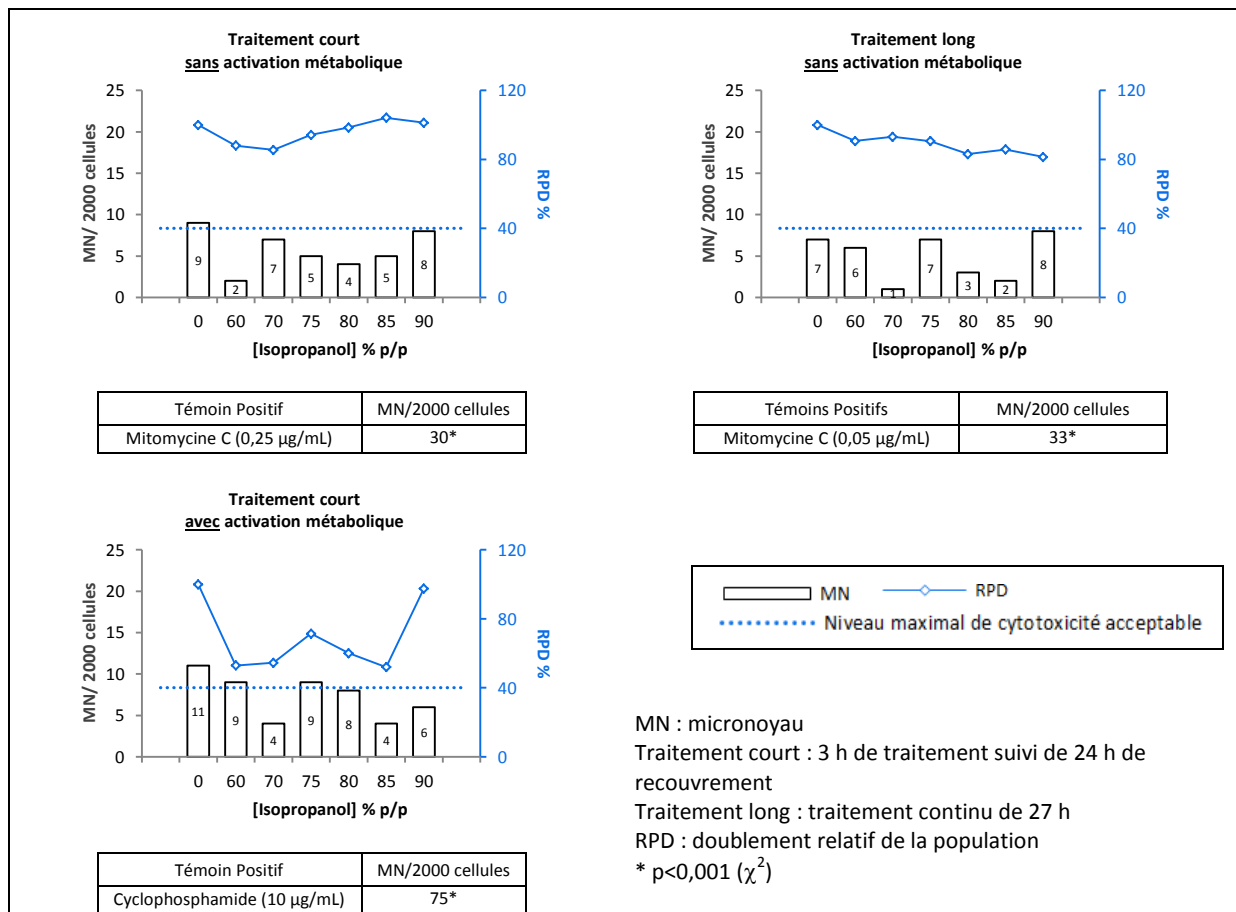 Traitement court
sans activation métabolique
25
20
15
10
5
0
MN/ 2000 cellules
120
80
40
0
RPD %
9
2
7
5
4
5
8
0 60 70 75 80 85 90
[Isopropanol] % p/p
Témoin Positif MN/2000 cellules
Mitomycine C (0,25 µg/mL) 30*
Traitement long
sans activation métabolique
25
20
15
10
5
0
MN/ 2000 cellules
120
80
40
0
RPD %
7
6
1
7
3
2
8
0 60 70 75 80 85 90
[Isopropanol] % p/p
Témoins Positifs MN/2000 cellules
Mitomycine C (0,05 µg/mL) 33*
Traitement court
avec activation métabolique
25
20
15
10
5
0
MN/ 2000 cellules
120
80
40
0
RPD %
11
9
4
9
8
4
6
0 60 70 75 80 85 90
[Isopropanol] % p/p
Témoin Positif MN/2000 cellules
Cyclophosphamide (10 µg/mL) 75*
MN RPD
Niveau maximal de cytotoxicité acceptable
MN : micronoyau
Traitement court : 3 h de traitement suivi de 24 h de
recouvrement
Traitement long : traitement continu de 27 h
RPD : doublement relatif de la population
* p<0,001 (χ²)